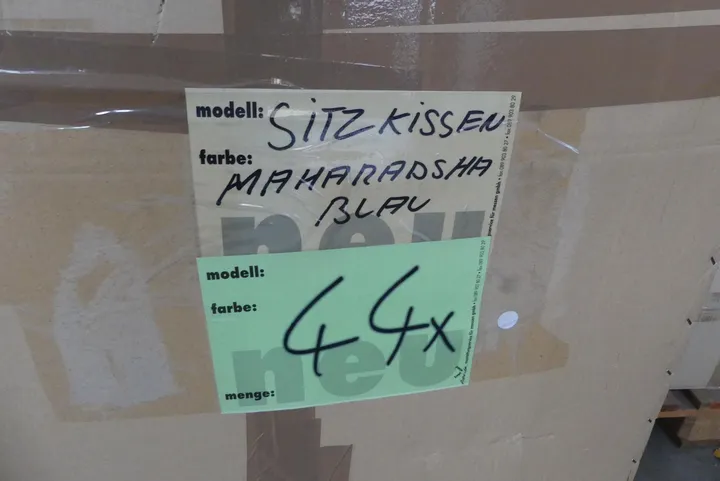 modell: SITZKISSEN
farbe:
MAHARADSHA
BLAU
neu
modell:
farbe: 44x
neu
menge: